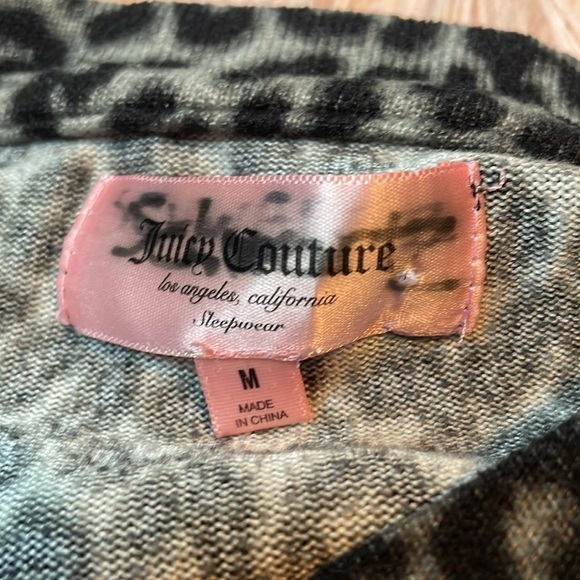 Juicy Couture
los angeles, california
Sleepwear
M
MADE
IN CHINA